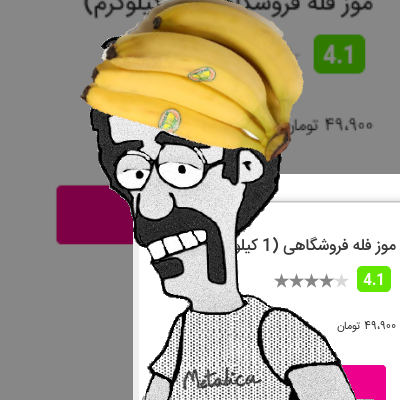 موز فله فروشگاهی (1 کیلوگرم)
4.1
۴۹،۹۰۰ تومان
موز فله فروشگاهی (1 کیلو
4.1
۴۹،۹۰۰ تومان
Metalica